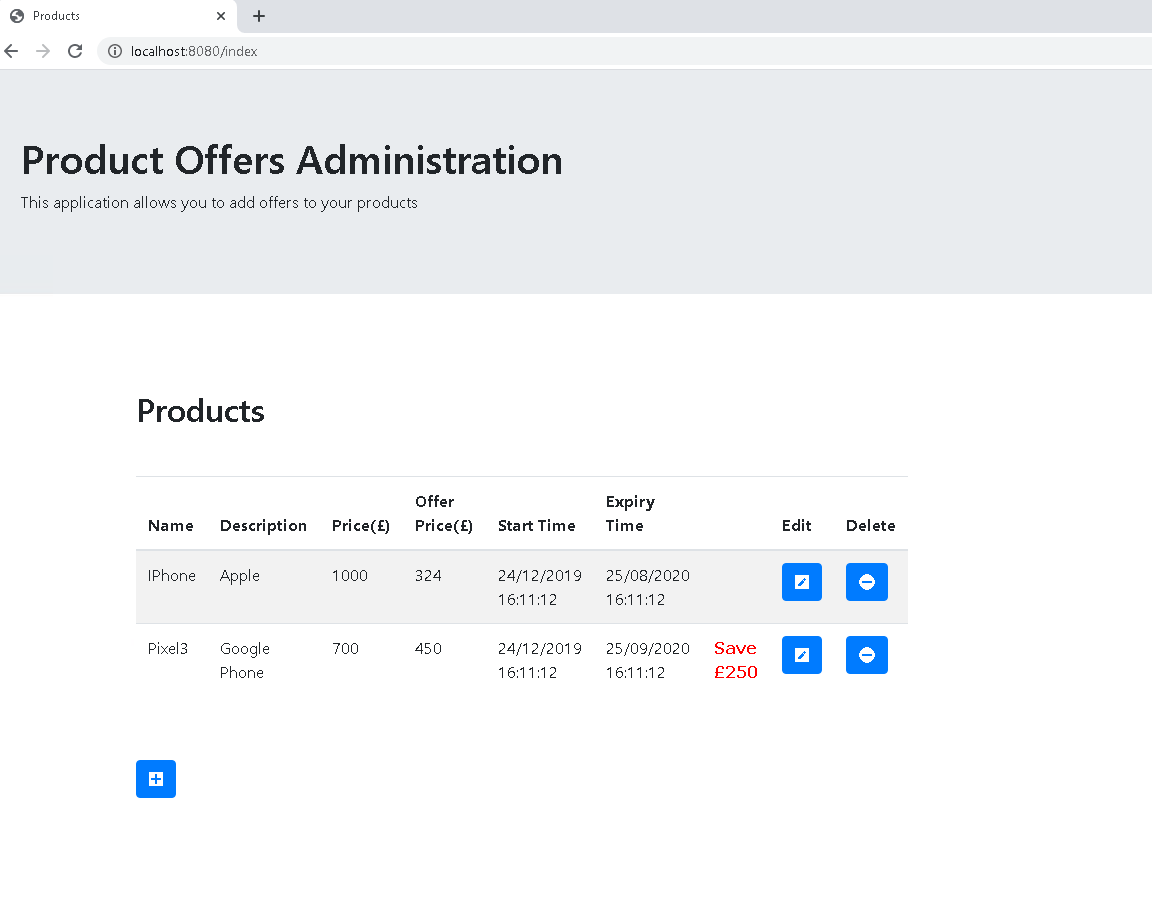 Products
localhost:8080/index
Product Offers Administration
This application allows you to add offers to your products
Products
Name Description Price(£) Offer Price(£) Start Time Expiry Time Edit Delete
IPhone Apple 1000 324 24/12/2019 25/08/2020
16:11:12 16:11:12
Pixel3 Google 700 450 24/12/2019 25/09/2020 Save
Phone 16:11:12 16:11:12 £250